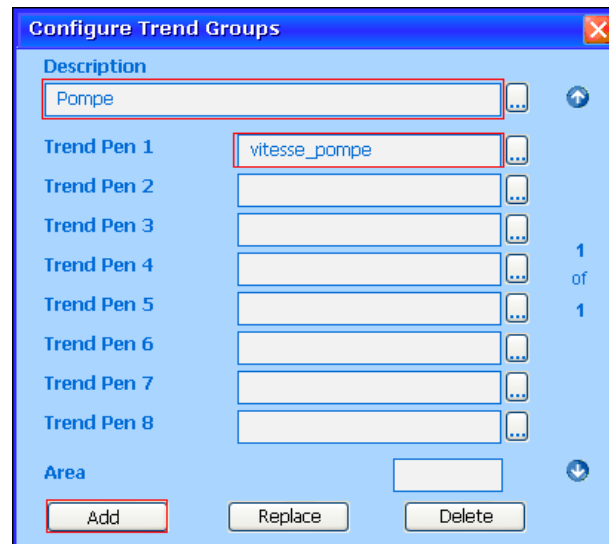 Configure Trend Groups
Description
Pompe
...
Trend Pen 1
vitesse_pompe
...
Trend Pen 2
...
Trend Pen 3
...
Trend Pen 4
...
Trend Pen 5
...
Trend Pen 6
...
Trend Pen 7
...
Trend Pen 8
...
1
of
1
Area
Add
Replace
Delete